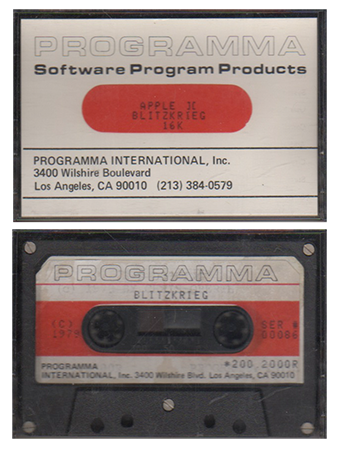 PROGRAMMA
Software Program Products
APPLE ][
BLITZKRIEG
16K
PROGRAMMA INTERNATIONAL, Inc.
3400 Wilshire Boulevard
Los Angeles, CA 90010 (213) 384-0579
PROGRAMMA
BLITZKRIEG
(C) SER #
1979 00086
*200.2000R
PROGRAMMA
INTERNATIONAL, Inc. 3400 Wilshire Blvd. Los Angeles, CA 90010